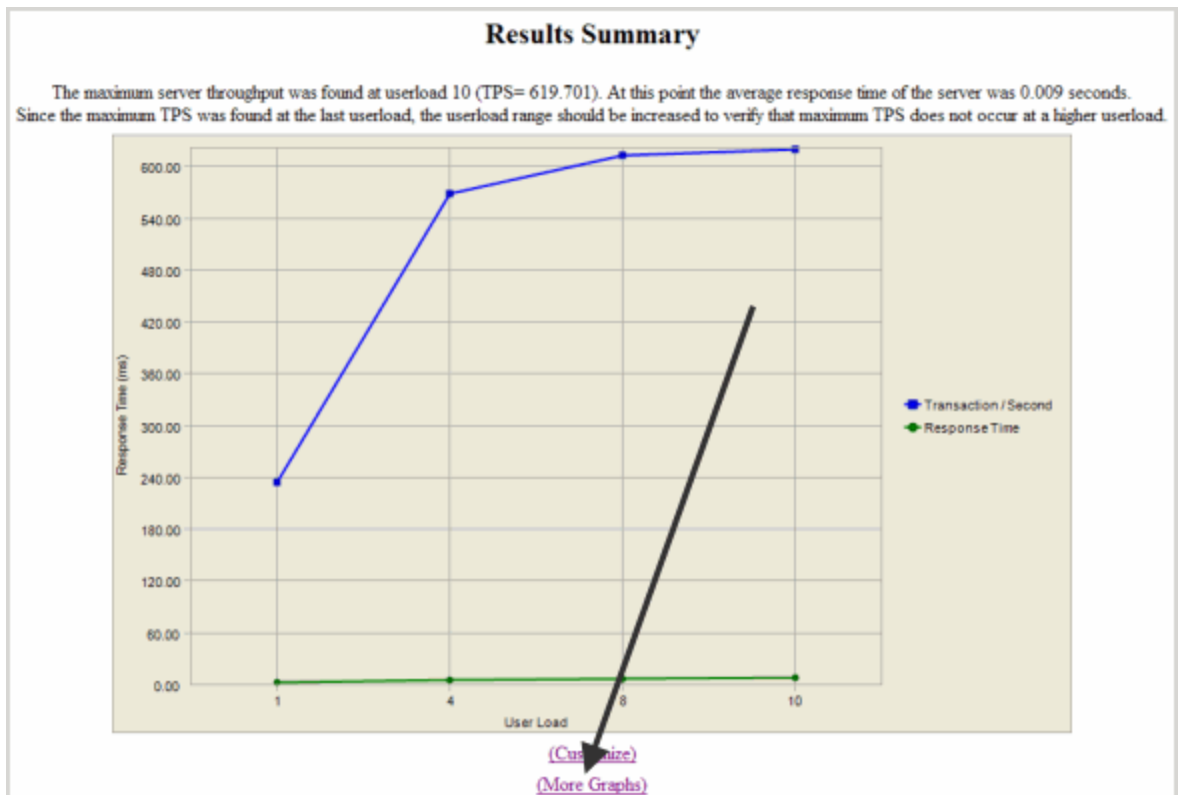 Results Summary
The maximum server throughput was found at userload 10 (TPS= 619.701). At this point the average response time of the server was 0.009 seconds.
Since the maximum TPS was found at the last userload, the userload range should be increased to verify that maximum TPS does not occur at a higher userload.
600.00
540.00
480.00
420.00
360.00
300.00
240.00
180.00
120.00
60.00
0.00
Response Time (ms)
Transaction / Second
Response Time
1
4
8
10
User Load
(Customize)
(More Graphs)